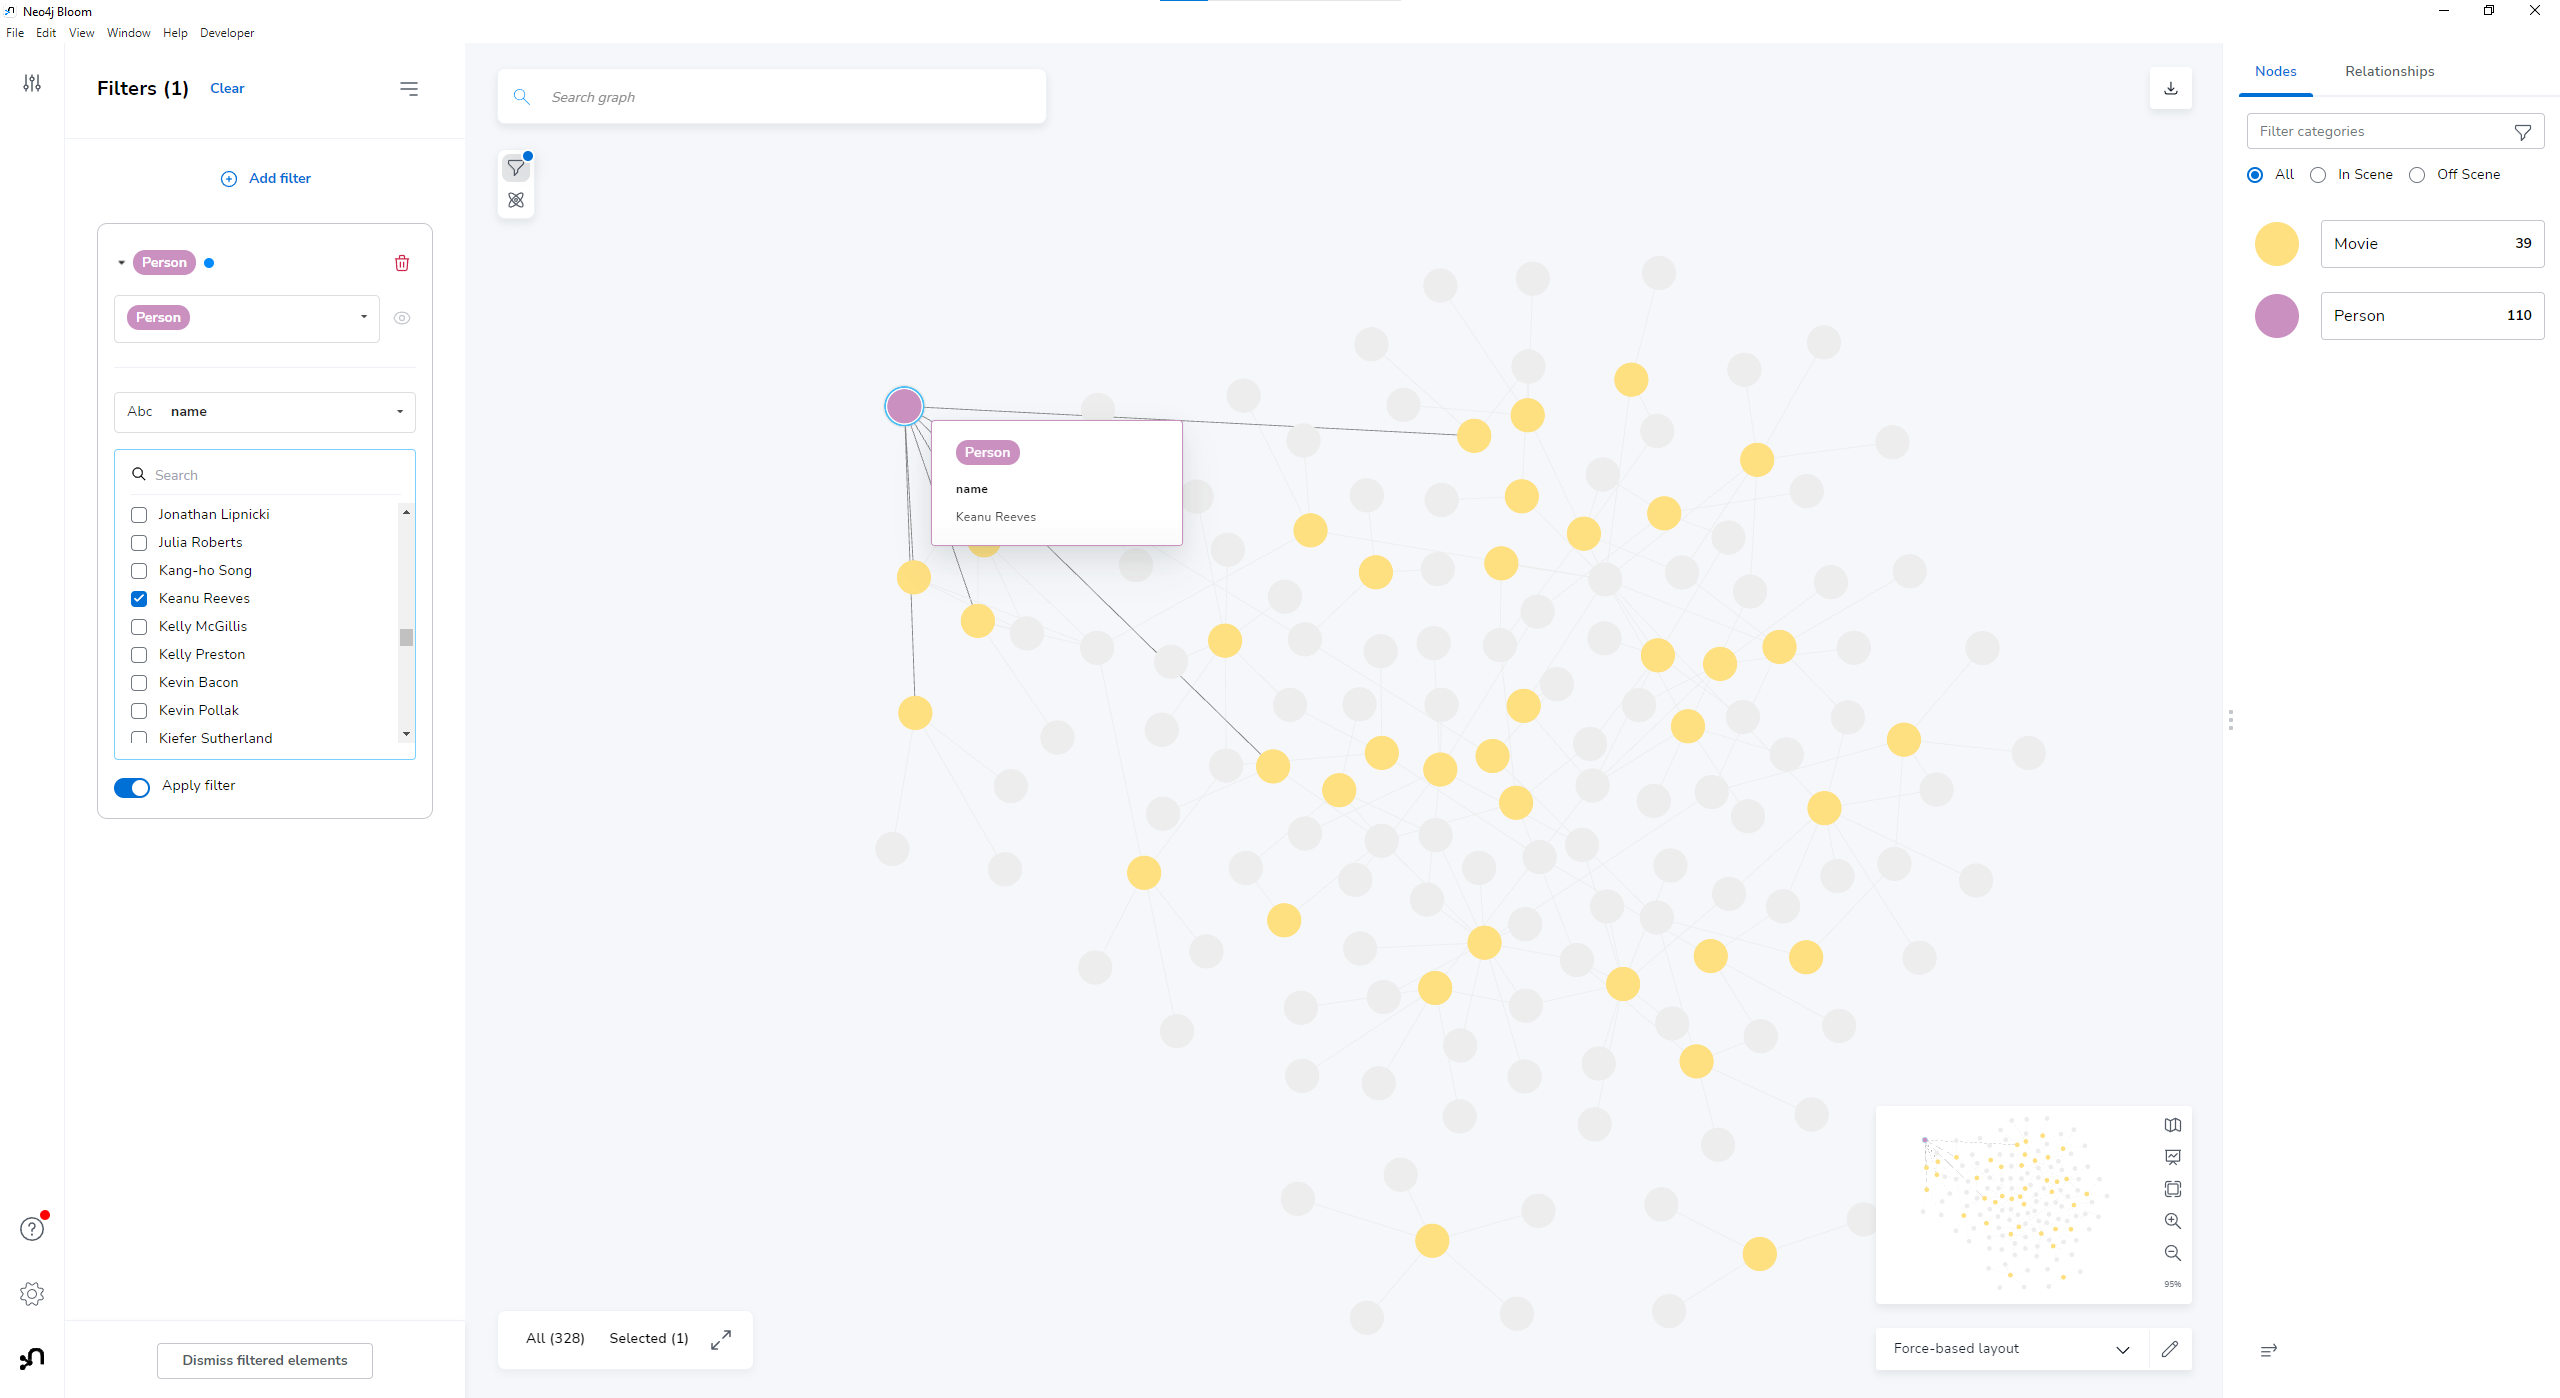 Neo4j Bloom
File Edit View Window Help Developer
Filters (1) Clear
Add filter
Person
Person
Abc name
Search
Jonathan Lipnicki
Julia Roberts
Kang-ho Song
Keanu Reeves
Kelly McGillis
Kelly Preston
Kevin Bacon
Kevin Pollak
Kiefer Sutherland
Apply filter
Dismiss filtered elements
Search graph
Person
name
Keanu Reeves
All (328) Selected (1)
95%
Force-based layout
Nodes Relationships
Filter categories
All In Scene Off Scene
Movie 39
Person 110